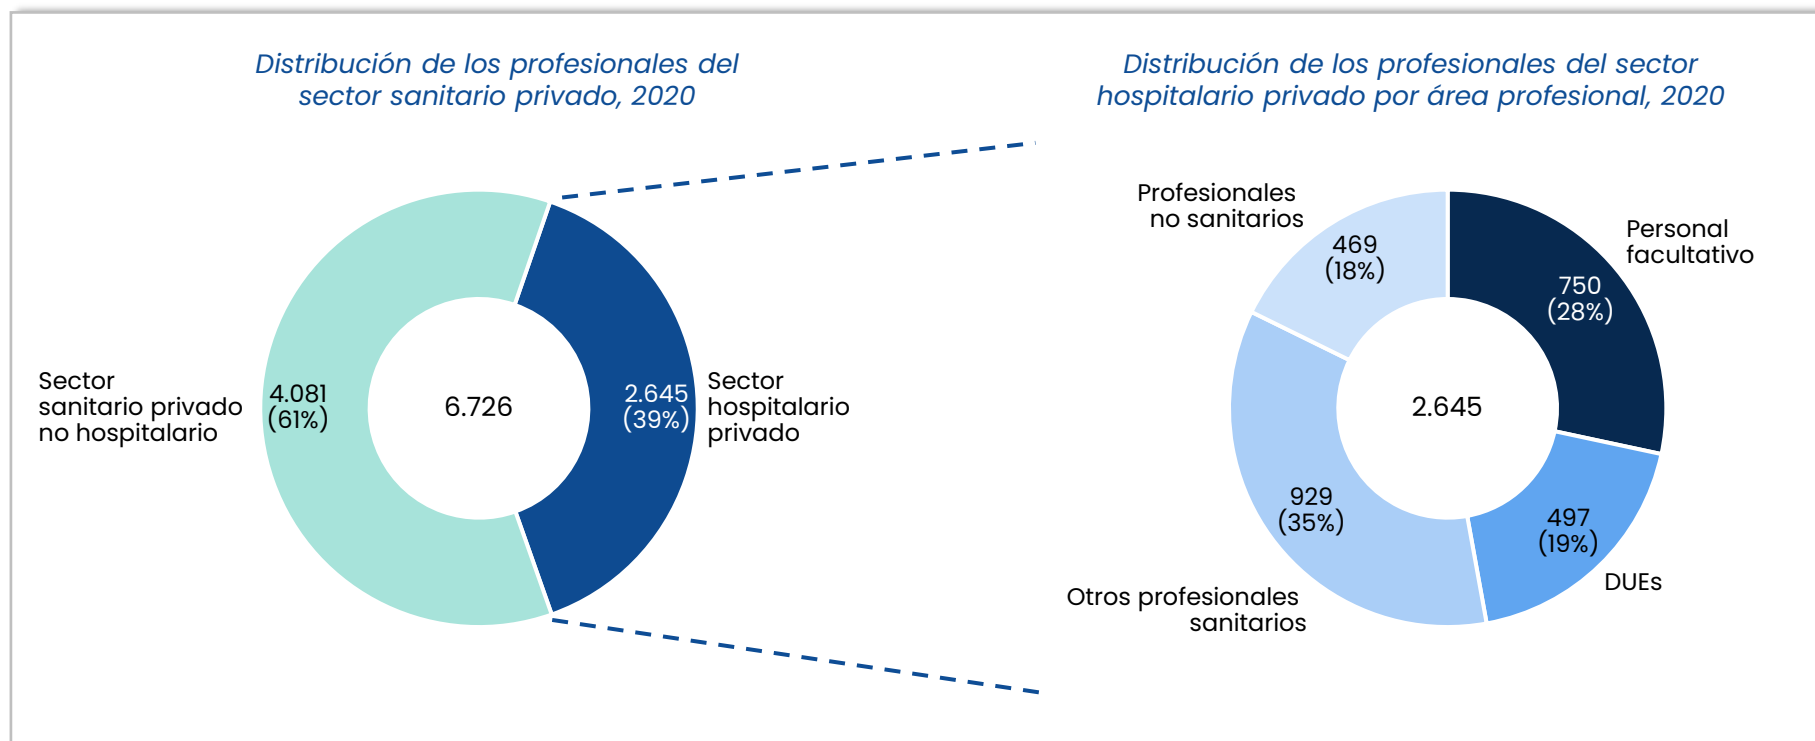 Distribución de los profesionales del
sector sanitario privado, 2020
Sector
sanitario privado
no hospitalario
4.081
(61%)
6.726
2.645
(39%)
Sector
hospitalario
privado
Distribución de los profesionales del sector
hospitalario privado por área profesional, 2020
Profesionales
no sanitarios
469
(18%)
Personal
facultativo
750
(28%)
2.645
929
(35%)
497
(19%)
DUEs
Otros profesionales
sanitarios